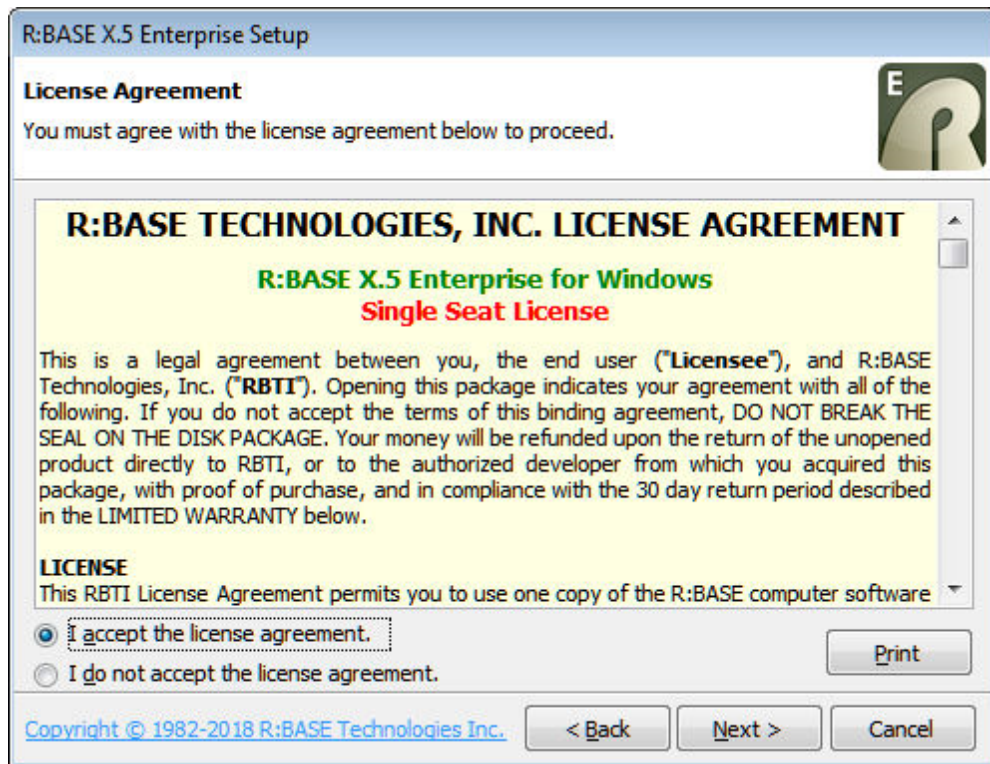 R:BASE X.5 Enterprise Setup
License Agreement
You must agree with the license agreement below to proceed.
E
R
R:BASE TECHNOLOGIES, INC. LICENSE AGREEMENT
R:BASE X.5 Enterprise for Windows
Single Seat License
This is a legal agreement between you, the end user ("Licensee"), and R:BASE
Technologies, Inc. ("RBTI"). Opening this package indicates your agreement with all of the
following. If you do not accept the terms of this binding agreement, DO NOT BREAK THE
SEAL ON THE DISK PACKAGE. Your money will be refunded upon the return of the unopened
product directly to RBTI, or to the authorized developer from which you acquired this
package, with proof of purchase, and in compliance with the 30 day return period described
in the LIMITED WARRANTY below.
LICENSE
This RBTI License Agreement permits you to use one copy of the R:BASE computer software
I accept the license agreement.
I do not accept the license agreement.
Print
Copyright © 1982-2018 R:BASE Technologies Inc.
< Back
Next >
Cancel